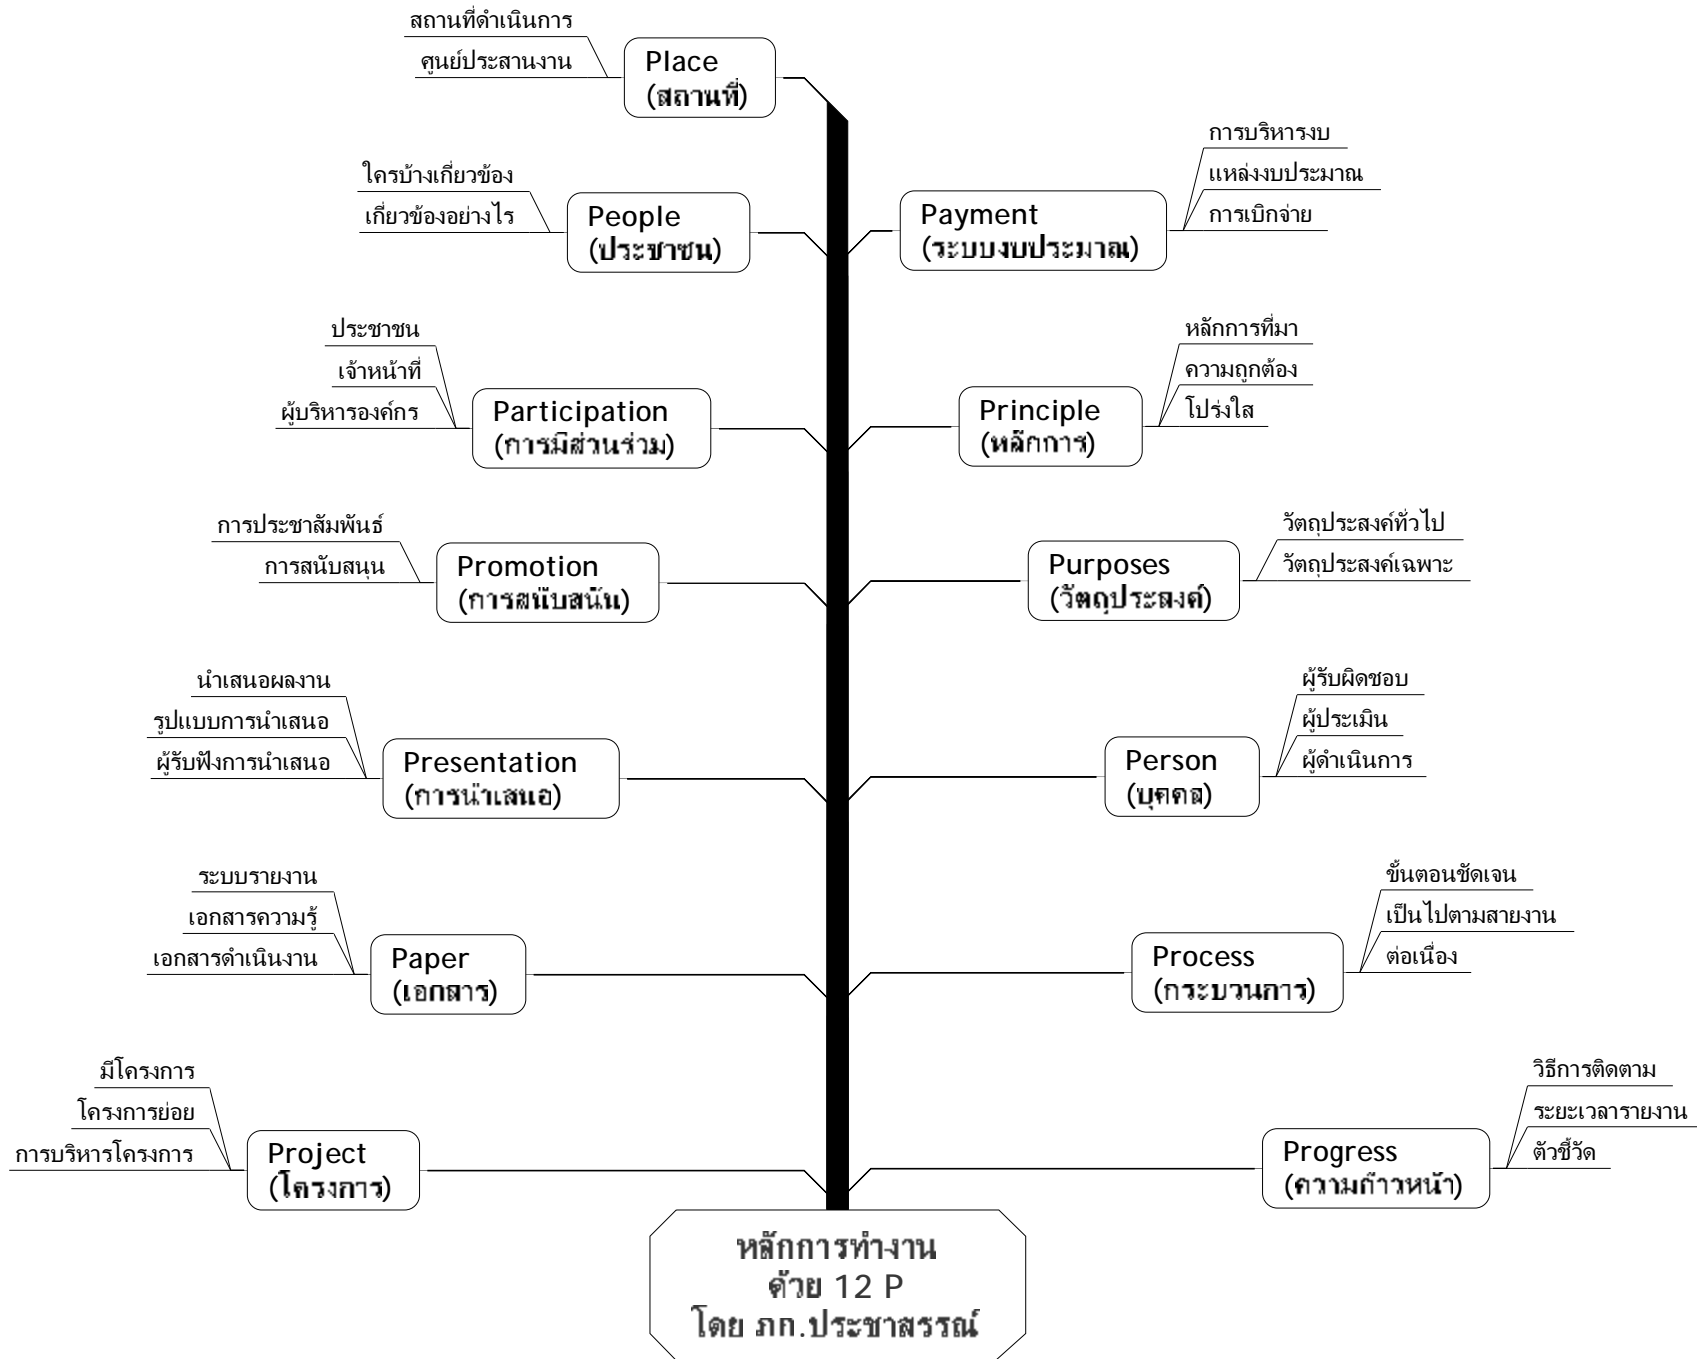 สถานที่ดำเนินการ
ศูนย์ประสานงาน
Place
(สถานที่)
การบริหารงบ
แหล่งงบประมาณ
การเบิกจ่าย
Payment
(ระบบงบประมาณ)
ใครบ้างเกี่ยวข้อง
เกี่ยวข้องอย่างไร
People
(ประชาชน)
ประชาชน
เจ้าหน้าที่
ผู้บริหารองค์กร
Participation
(การมีส่วนร่วม)
หลักการที่มา
ความถูกต้อง
โปร่งใส
Principle
(หลักการ)
การประชาสัมพันธ์
การสนับสนุน
Promotion
(การสนับสนุน)
วัตถุประสงค์ทั่วไป
วัตถุประสงค์เฉพาะ
Purposes
(วัตถุประสงค์)
นำเสนอผลงาน
รูปแบบการนำเสนอ
ผู้รับฟังการนำเสนอ
Presentation
(การนำเสนอ)
ผู้รับผิดชอบ
ผู้ประเมิน
ผู้ดำเนินการ
Person
(บุคคล)
ระบบรายงาน
เอกสารความรู้
เอกสารดำเนินงาน
Paper
(เอกสาร)
ขั้นตอนชัดเจน
เป็นไปตามสายงาน
ต่อเนื่อง
Process
(กระบวนการ)
มีโครงการ
โครงการย่อย
การบริหารโครงการ
Project
(โครงการ)
วิธีการติดตาม
ระยะเวลารายงาน
ตัวชี้วัด
Progress
(ความก้าวหน้า)
หลักการทำงาน
ด้วย 12 P
โดย ภก.ประชาสรรณ์